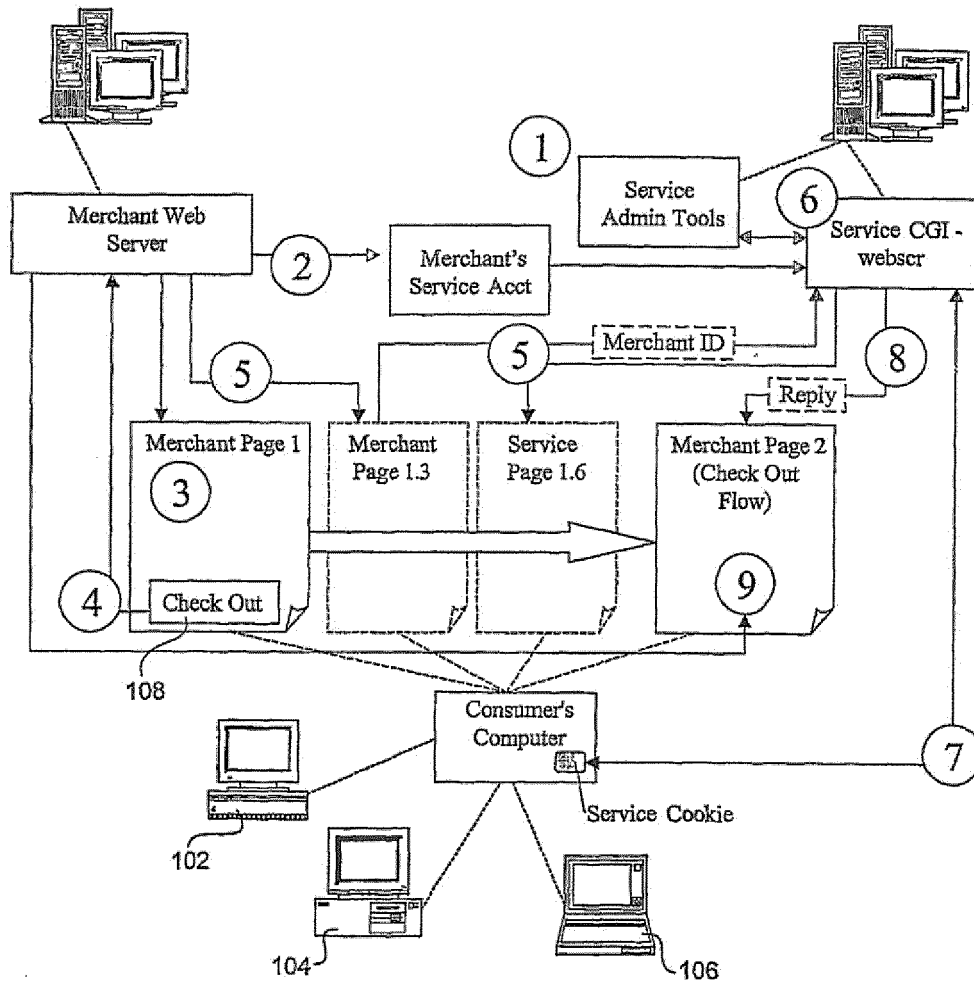 1
Service
Admin Tools
6
Service CGI -
webscr
Merchant Web
Server
2
Merchant's
Service Acct
5
5
Merchant ID
8
Reply
Merchant Page 1
3
Merchant
Page 1.3
Service
Page 1.6
Merchant Page 2
(Check Out
Flow)
4
Check Out
9
108
Consumer's
Computer
7
Service Cookie
102
104
106